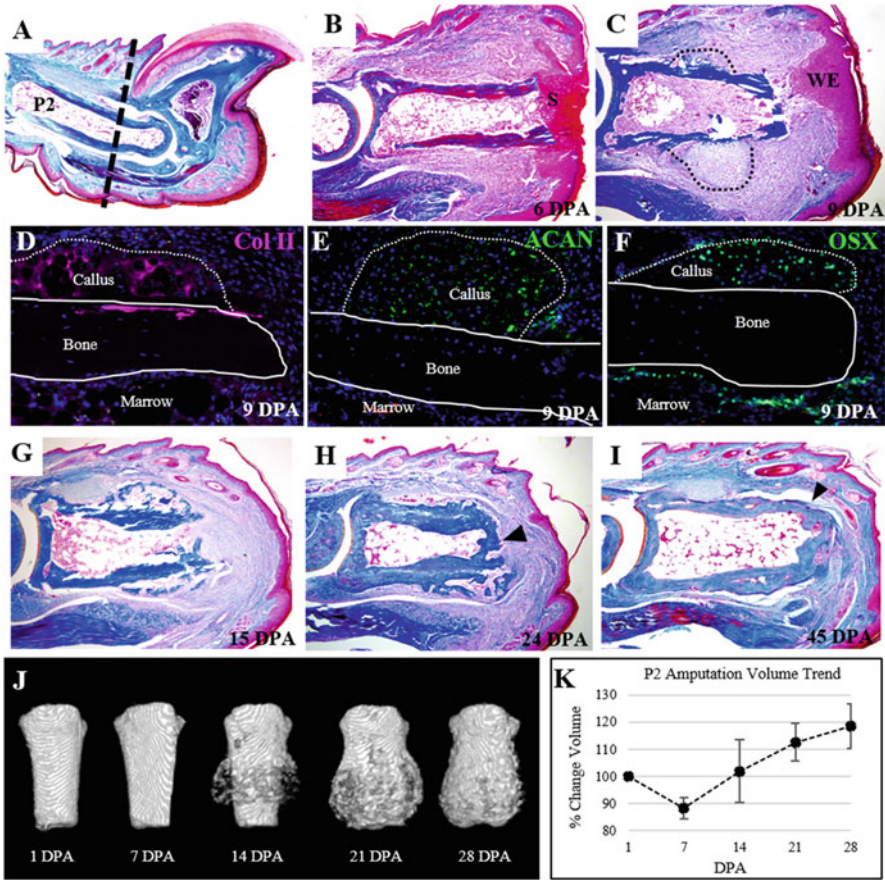 A
P2
B
S
6 DPA
C
WE
9 DPA
D
Col II
Callus
Bone
Marrow
9 DPA
E
ACAN
Callus
Bone
Marrow
9 DPA
F
OSX
Callus
Bone
Marrow
9 DPA
G
15 DPA
H
24 DPA
I
45 DPA
J
1 DPA 7 DPA 14 DPA 21 DPA 28 DPA
K
P2 Amputation Volume Trend
% Change Volume
130
120
110
100
90
80
1 7 14 21 28
DPA